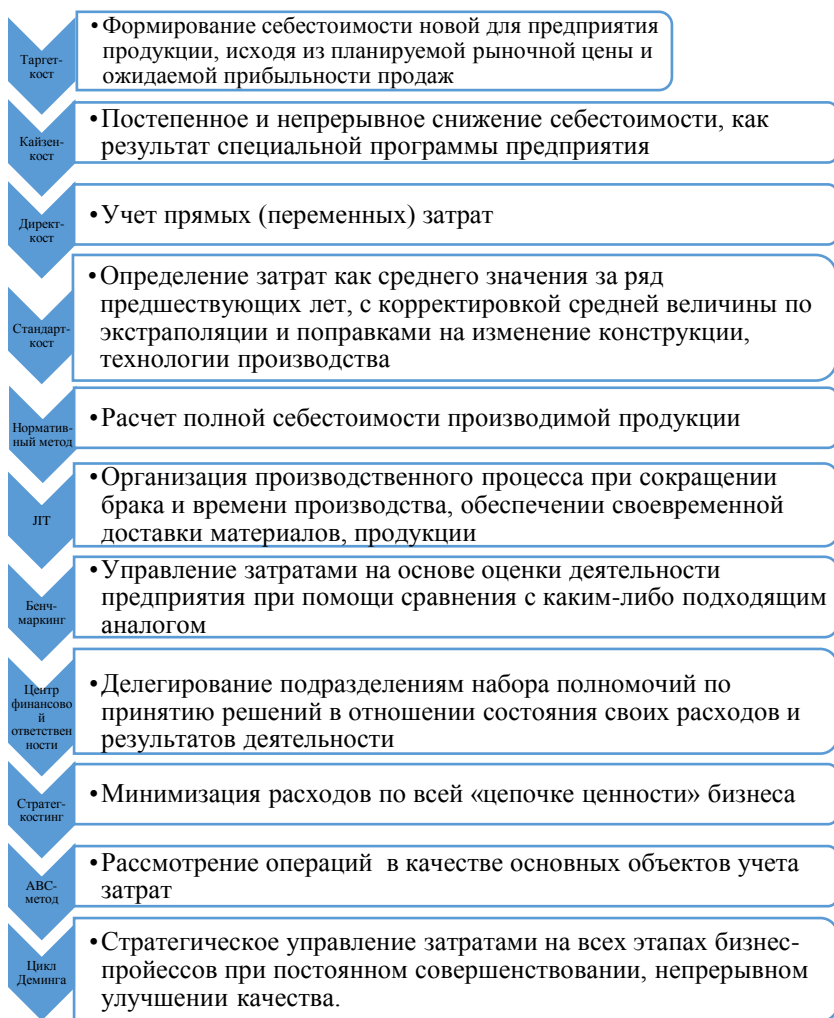 Таргет-
кост
•Формирование себестоимости новой для предприятия
продукции, исходя из планируемой рыночной цены и
ожидаемой прибыльности продаж
Кайзен-
кост
•Постепенное и непрерывное снижение себестоимости, как
результат специальной программы предприятия
Директ-
кост
•Учет прямых (переменных) затрат
Стандарт-
кост
•Определение затрат как среднего значения за ряд
предшествующих лет, с корректировкой средней величины по
экстраполяции и поправками на изменение конструкции,
технологии производства
Норматив-
ный метод
•Расчет полной себестоимости производимой продукции
JIT
•Организация производственного процесса при сокращении
брака и времени производства, обеспечении своевременной
доставки материалов, продукции
Бенч-
маркинг
•Управление затратами на основе оценки деятельности
предприятия при помощи сравнения с каким-либо подходящим
аналогом
Центр
финансово
й
ответствен
ности
•Делегирование подразделениям набора полномочий по
принятию решений в отношении состояния своих расходов и
результатов деятельности
Стратег-
костинг
•Минимизация расходов по всей «цепочке ценности» бизнеса
АВС-
метод
•Рассмотрение операций в качестве основных объектов учета
затрат
Цикл
Деминга
•Стратегическое управление затратами на всех этапах бизнес-
пройессов при постоянном совершенствовании, непрерывном
улучшении качества.